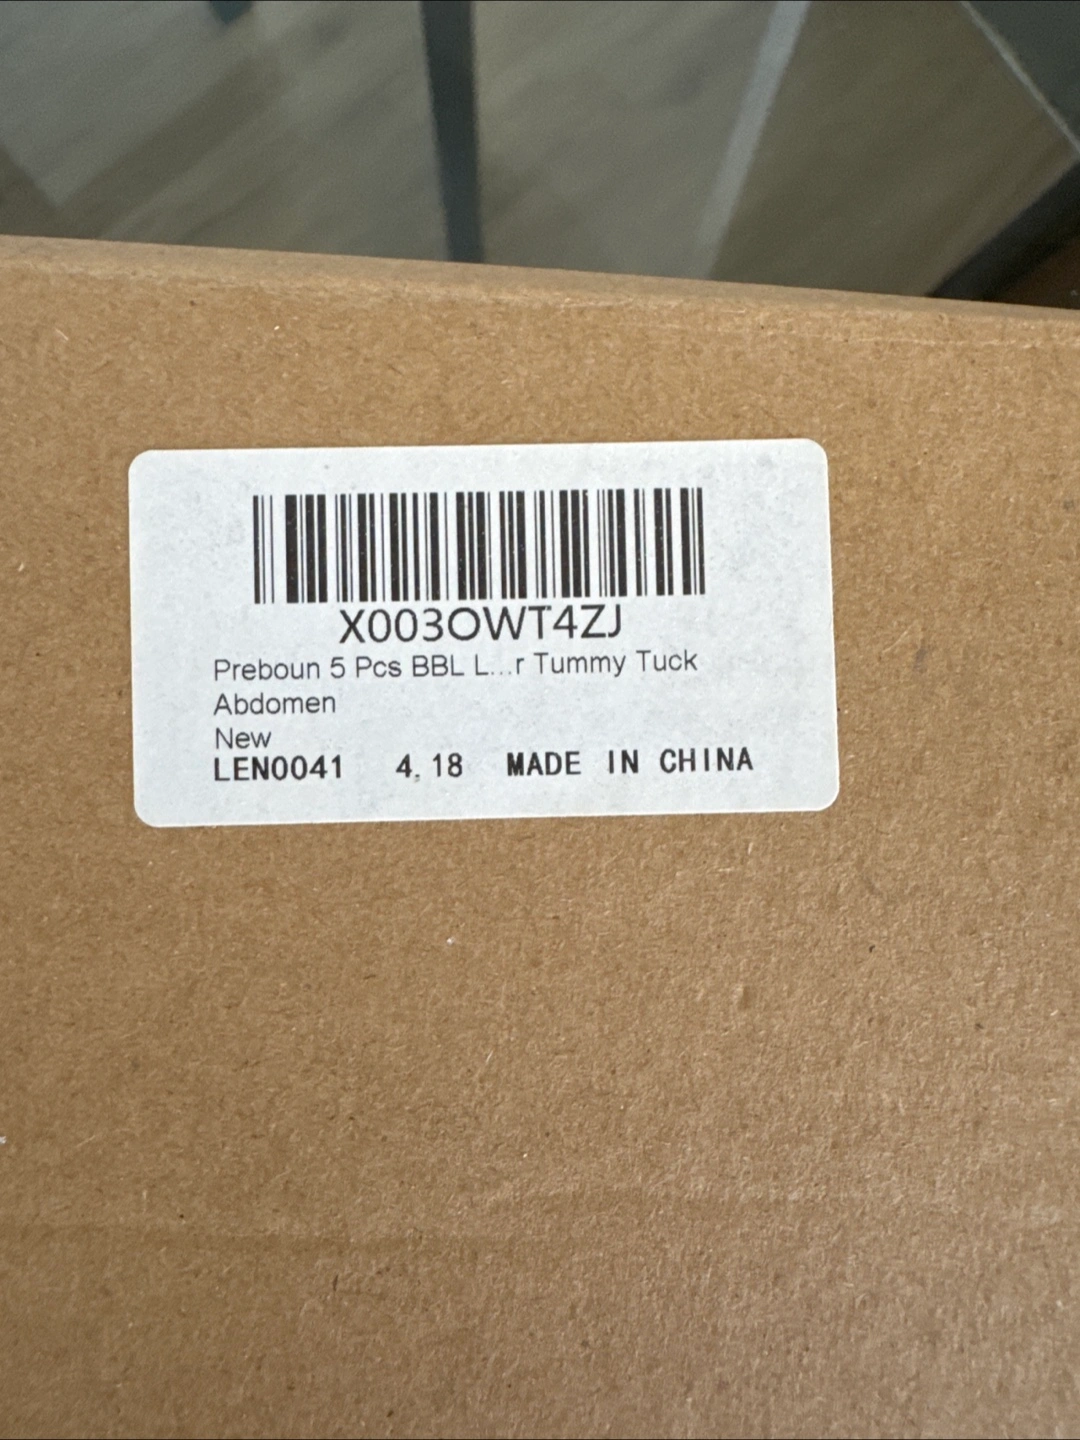 X003OWT4ZJ
Preboun 5 Pcs BBL L...r Tummy Tuck
Abdomen
New
LEN0041 4.18 MADE IN CHINA